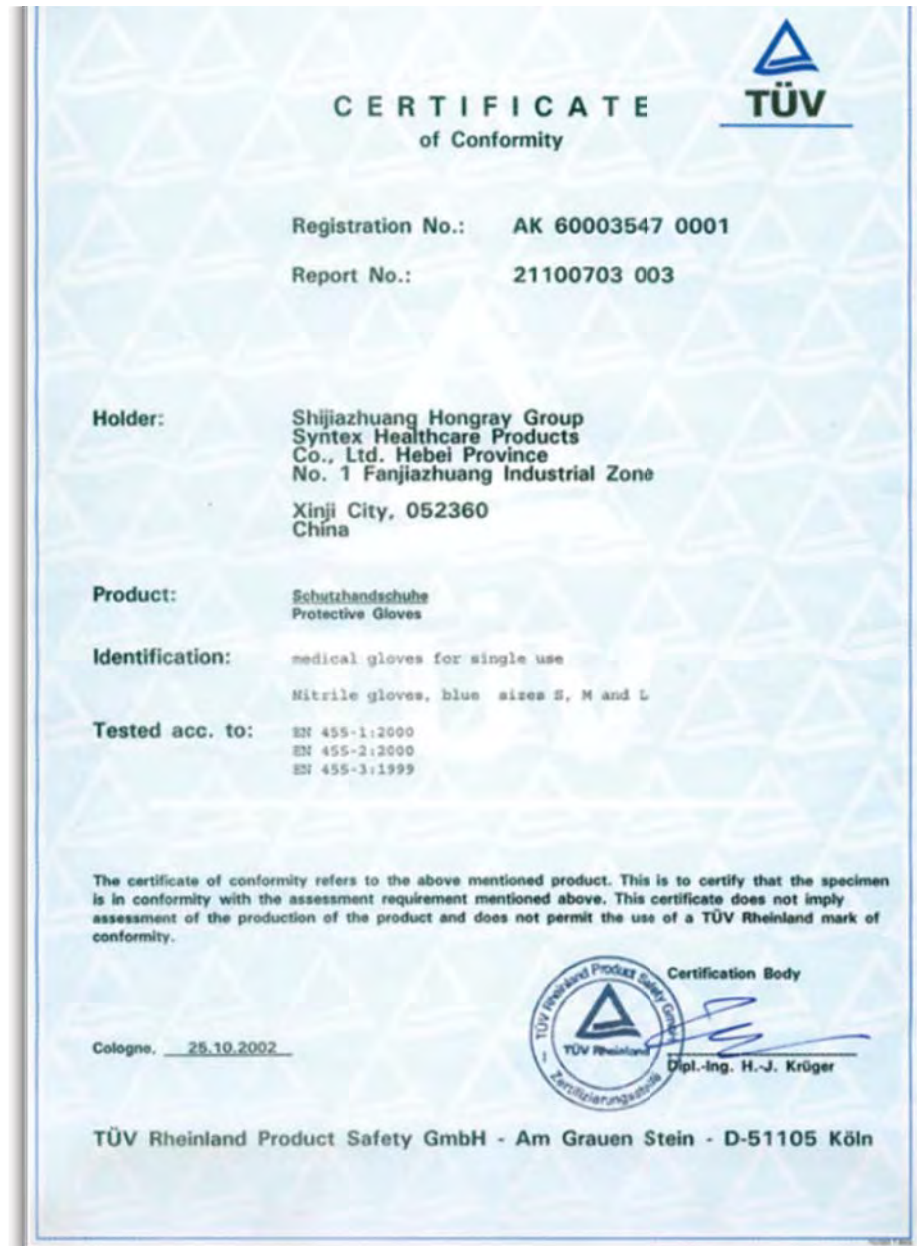 TÜV
CERTIFICATE
of Conformity
Registration No.: AK 60003547 0001
Report No.: 21100703 003
Holder: Shijiazhuang Hongray Group
Syntex Healthcare Products
Co., Ltd. Hebei Province
No. 1 Fanjiazhuang Industrial Zone
Xinji City, 052360
China
Product: Schutzhandschuhe
Protective Gloves
Identification: medical gloves for single use
Nitrile gloves, blue sizes S, M and L
Tested acc. to: EN 455-1:2000
EN 455-2:2000
EN 455-3:1999
The certificate of conformity refers to the above mentioned product. This is to certify that the specimen
is in conformity with the assessment requirement mentioned above. This certificate does not imply
assessment of the production of the product and does not permit the use of a TÜV Rheinland mark of
conformity.
TÜV Rheinland Product Safety GmbH
TÜV Rheinland
Zertifizierungsstelle
Certification Body
Cologne, 25.10.2002
Dipl.-Ing. H.-J. Krüger
TÜV Rheinland Product Safety GmbH - Am Grauen Stein - D-51105 Köln